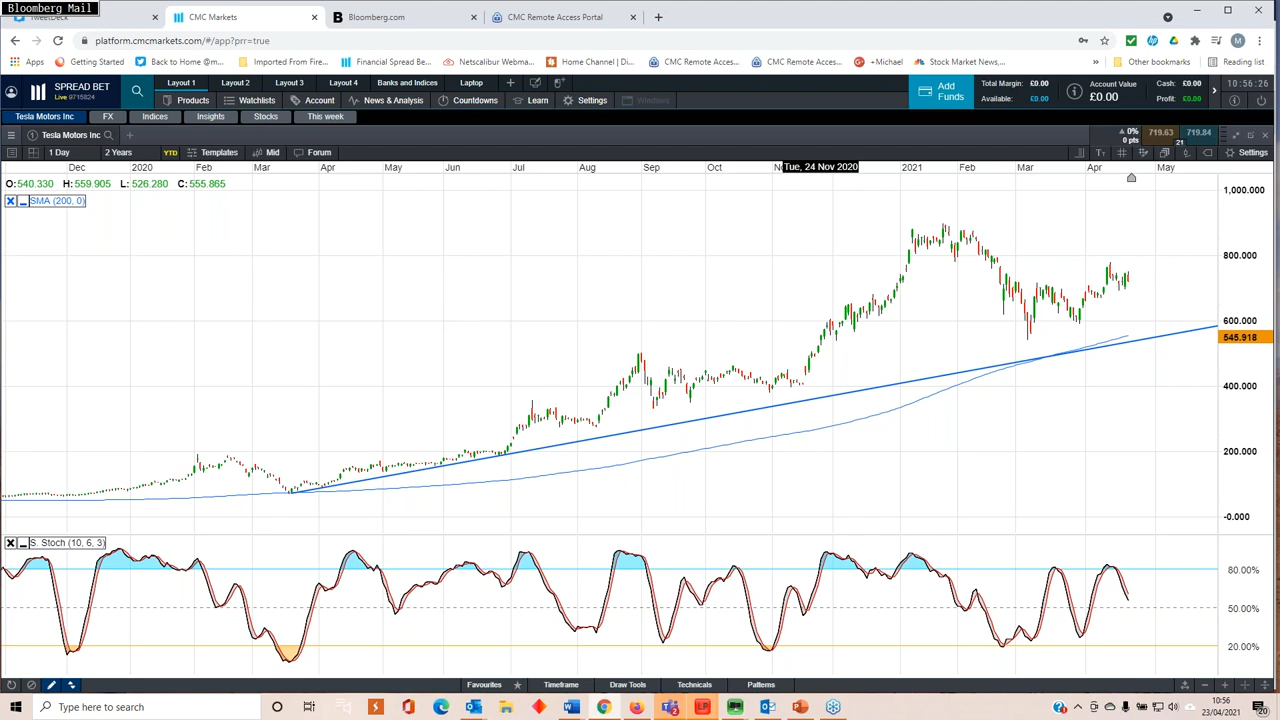 Bloomberg Mail
TweetDeck
CMC Markets
Bloomberg.com
CMC Remote Access Portal
platform.cmcmarkets.com/#/app?prr=true
M
Apps Getting Started Back to Home @m... Imported From Fire... Financial Spread Be... Netscalibur Webma... Home Channel | Di... CMC Remote Acces... CMC Remote Acces... +Michael Stock Market News,... » Other bookmarks Reading list
SPREAD BET
Live 9715824
Layout 1 Layout 2 Layout 3 Layout 4 Banks and Indices Laptop
Products Watchlists Account News & Analysis Countdowns Learn Settings Windows
Add Funds
Total Margin: £0.00
Available: £0.00
Account Value
£0.00
Cash: £0.00
Profit: £0.00
10:56:26
Tesla Motors Inc FX Indices Insights Stocks This week
1 Tesla Motors Inc
0%
0 pts
719.63 719.84
21
1 Day 2 Years YTD Templates Mid Forum Settings
Dec 2020 Feb Mar Apr May Jun Jul Aug Sep Oct Tue, 24 Nov 2020 2021 Feb Mar Apr May
O:540.330 H:559.905 L: 526.280 C: 555.865
SMA (200, 0)
1,000.000
800.000
600.000
545.918
400.000
200.000
-0.000
S. Stoch (10, 6, 3)
80.00%
50.00%
20.00%
Favourites Timeframe Draw Tools Technicals Patterns
Type here to search
10:56
23/04/2021
20